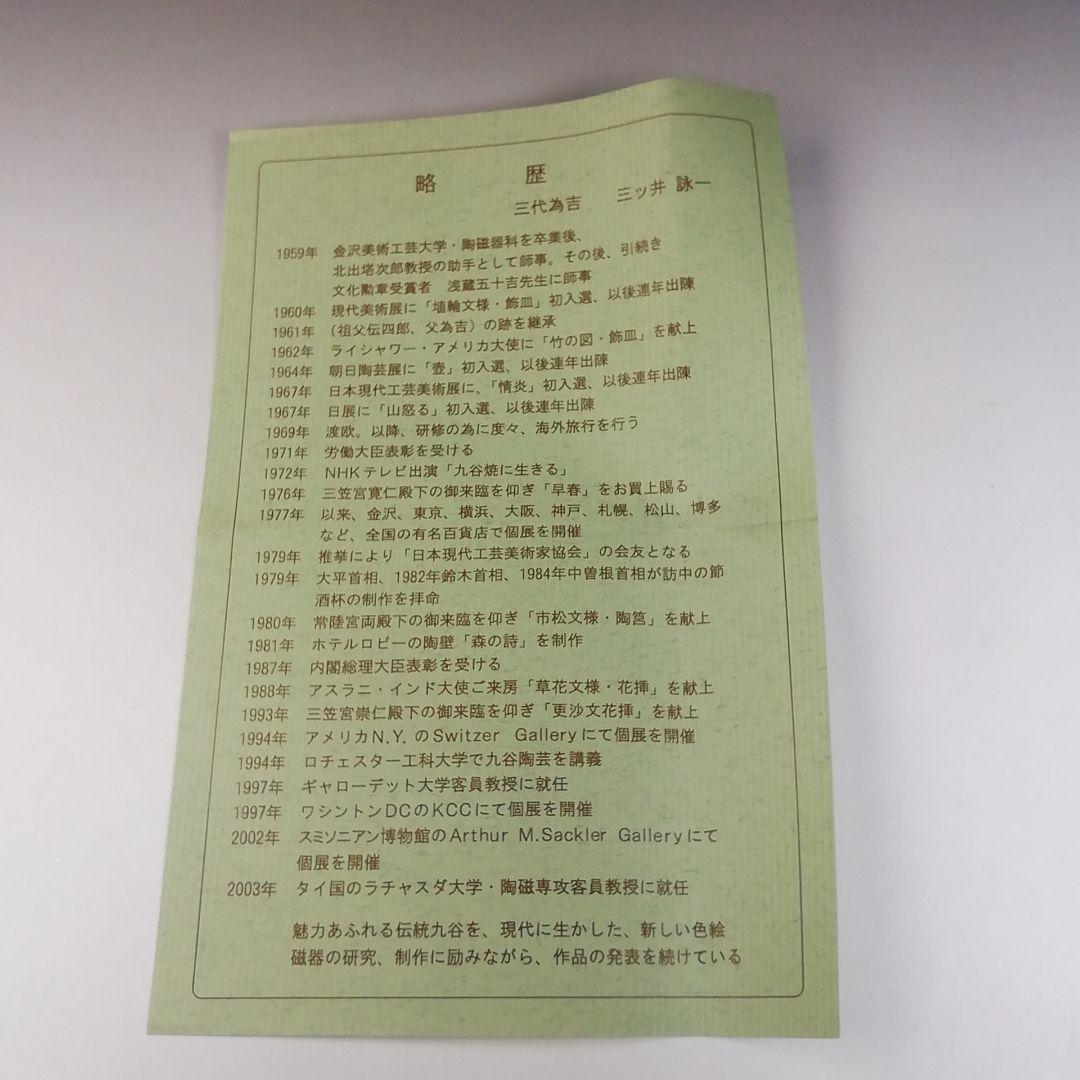 略　歴
三代為吉　三ッ井 詠一
1959年　金沢美術工芸大学・陶磁器科を卒業後、
北出塔次郎教授の助手として師事。その後、引続き
文化勲章受賞者　浅蔵五十吉先生に師事
1960年　現代美術展に「埴輪文様・飾皿」初入選、以後連年出陳
1961年　(祖父伝四郎、父為吉)の跡を継承
1962年　ライシャワー・アメリカ大使に「竹の図・飾皿」を献上
1964年　朝日陶芸展に「壺」初入選、以後連年出陳
1967年　日本現代工芸美術展に、「情炎」初入選、以後連年出陳
1967年　日展に「山怒る」初入選、以後連年出陳
1969年　渡欧。以降、研修の為に度々、海外旅行を行う
1971年　労働大臣表彰を受ける
1972年　NHKテレビ出演「九谷焼に生きる」
1976年　三笠宮寛仁殿下の御来臨を仰ぎ「早春」をお買上賜る
1977年　以来、金沢、東京、横浜、大阪、神戸、札幌、松山、博多
など、全国の有名百貨店で個展を開催
1979年　推挙により「日本現代工芸美術家協会」の会友となる
1979年　大平首相、1982年鈴木首相、1984年中曽根首相が訪中の節
酒杯の制作を拝命
1980年　常陸宮両殿下の御来臨を仰ぎ「市松文様・陶筥」を献上
1981年　ホテルロビーの陶壁「森の詩」を制作
1987年　内閣総理大臣表彰を受ける
1988年　アスラニ・インド大使ご来房「草花文様・花挿」を献上
1993年　三笠宮崇仁殿下の御来臨を仰ぎ「更沙文花挿」を献上
1994年　アメリカN.Y.のSwitzer Galleryにて個展を開催
1994年　ロチェスター工科大学で九谷陶芸を講義
1997年　ギャローデット大学客員教授に就任
1997年　ワシントンDCのKCCにて個展を開催
2002年　スミソニアン博物館のArthur M.Sackler Galleryにて
個展を開催
2003年　タイ国のラチャスダ大学・陶磁専攻客員教授に就任
魅力あふれる伝統九谷を、現代に生かした、新しい色絵
磁器の研究、制作に励みながら、作品の発表を続けている